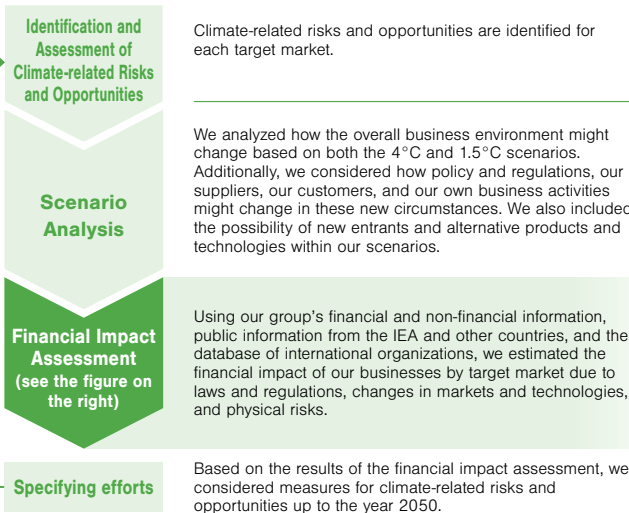 Identification and
Assessment of
Climate-related Risks
and Opportunities
Climate-related risks and opportunities are identified for
each target market.
Scenario
Analysis
We analyzed how the overall business environment might
change based on both the 4°C and 1.5°C scenarios.
Additionally, we considered how policy and regulations, our
suppliers, our customers, and our own business activities
might change in these new circumstances. We also included
the possibility of new entrants and alternative products and
technologies within our scenarios.
Financial Impact
Assessment
(see the figure on
the right)
Using our group's financial and non-financial information,
public information from the IEA and other countries, and the
database of international organizations, we estimated the
financial impact of our businesses by target market due to
laws and regulations, changes in markets and technologies,
and physical risks.
Specifying efforts
Based on the results of the financial impact assessment, we
considered measures for climate-related risks and
opportunities up to the year 2050.